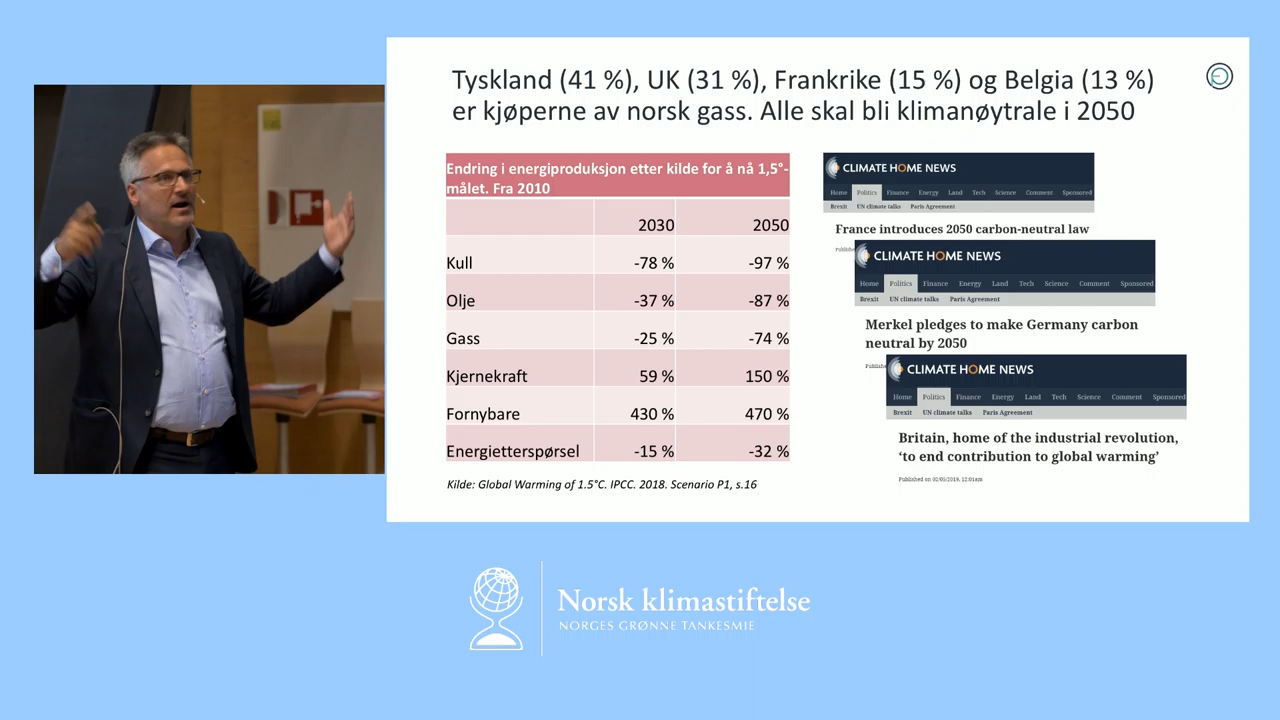 Tyskland (41 %), UK (31 %), Frankrike (15 %) og Belgia (13 %)
er kjøperne av norsk gass. Alle skal bli klimanøytrale i 2050
Endring i energiproduksjon etter kilde for å nå 1,5°-
målet. Fra 2010
2030 2050
Kull -78 % -97 %
Olje -37 % -87 %
Gass -25 % -74 %
Kjernekraft 59 % 150 %
Fornybare 430 % 470 %
Energietterspørsel -15 % -32 %
Kilde: Global Warming of 1.5°C. IPCC. 2018. Scenario P1, s.16
CLIMATE HOME NEWS
Home Politics Finance Energy Land Tech Science Comment Sponsored
Brexit UN climate talks Paris Agreement
France introduces 2050 carbon-neutral law
CLIMATE HOME NEWS
Home Politics Finance Energy Land Tech Science Comment Sponsored
Brexit UN climate talks Paris Agreement
Merkel pledges to make Germany carbon
neutral by 2050
CLIMATE HOME NEWS
Home Politics Finance Energy Land Tech Science Comment Sponsored
Brexit UN climate talks Paris Agreement
Britain, home of the industrial revolution,
‘to end contribution to global warming’
Published on 02/05/2019, 12:01am
Norsk klimastiftelse
NORGES GRØNNE TANKESMIE